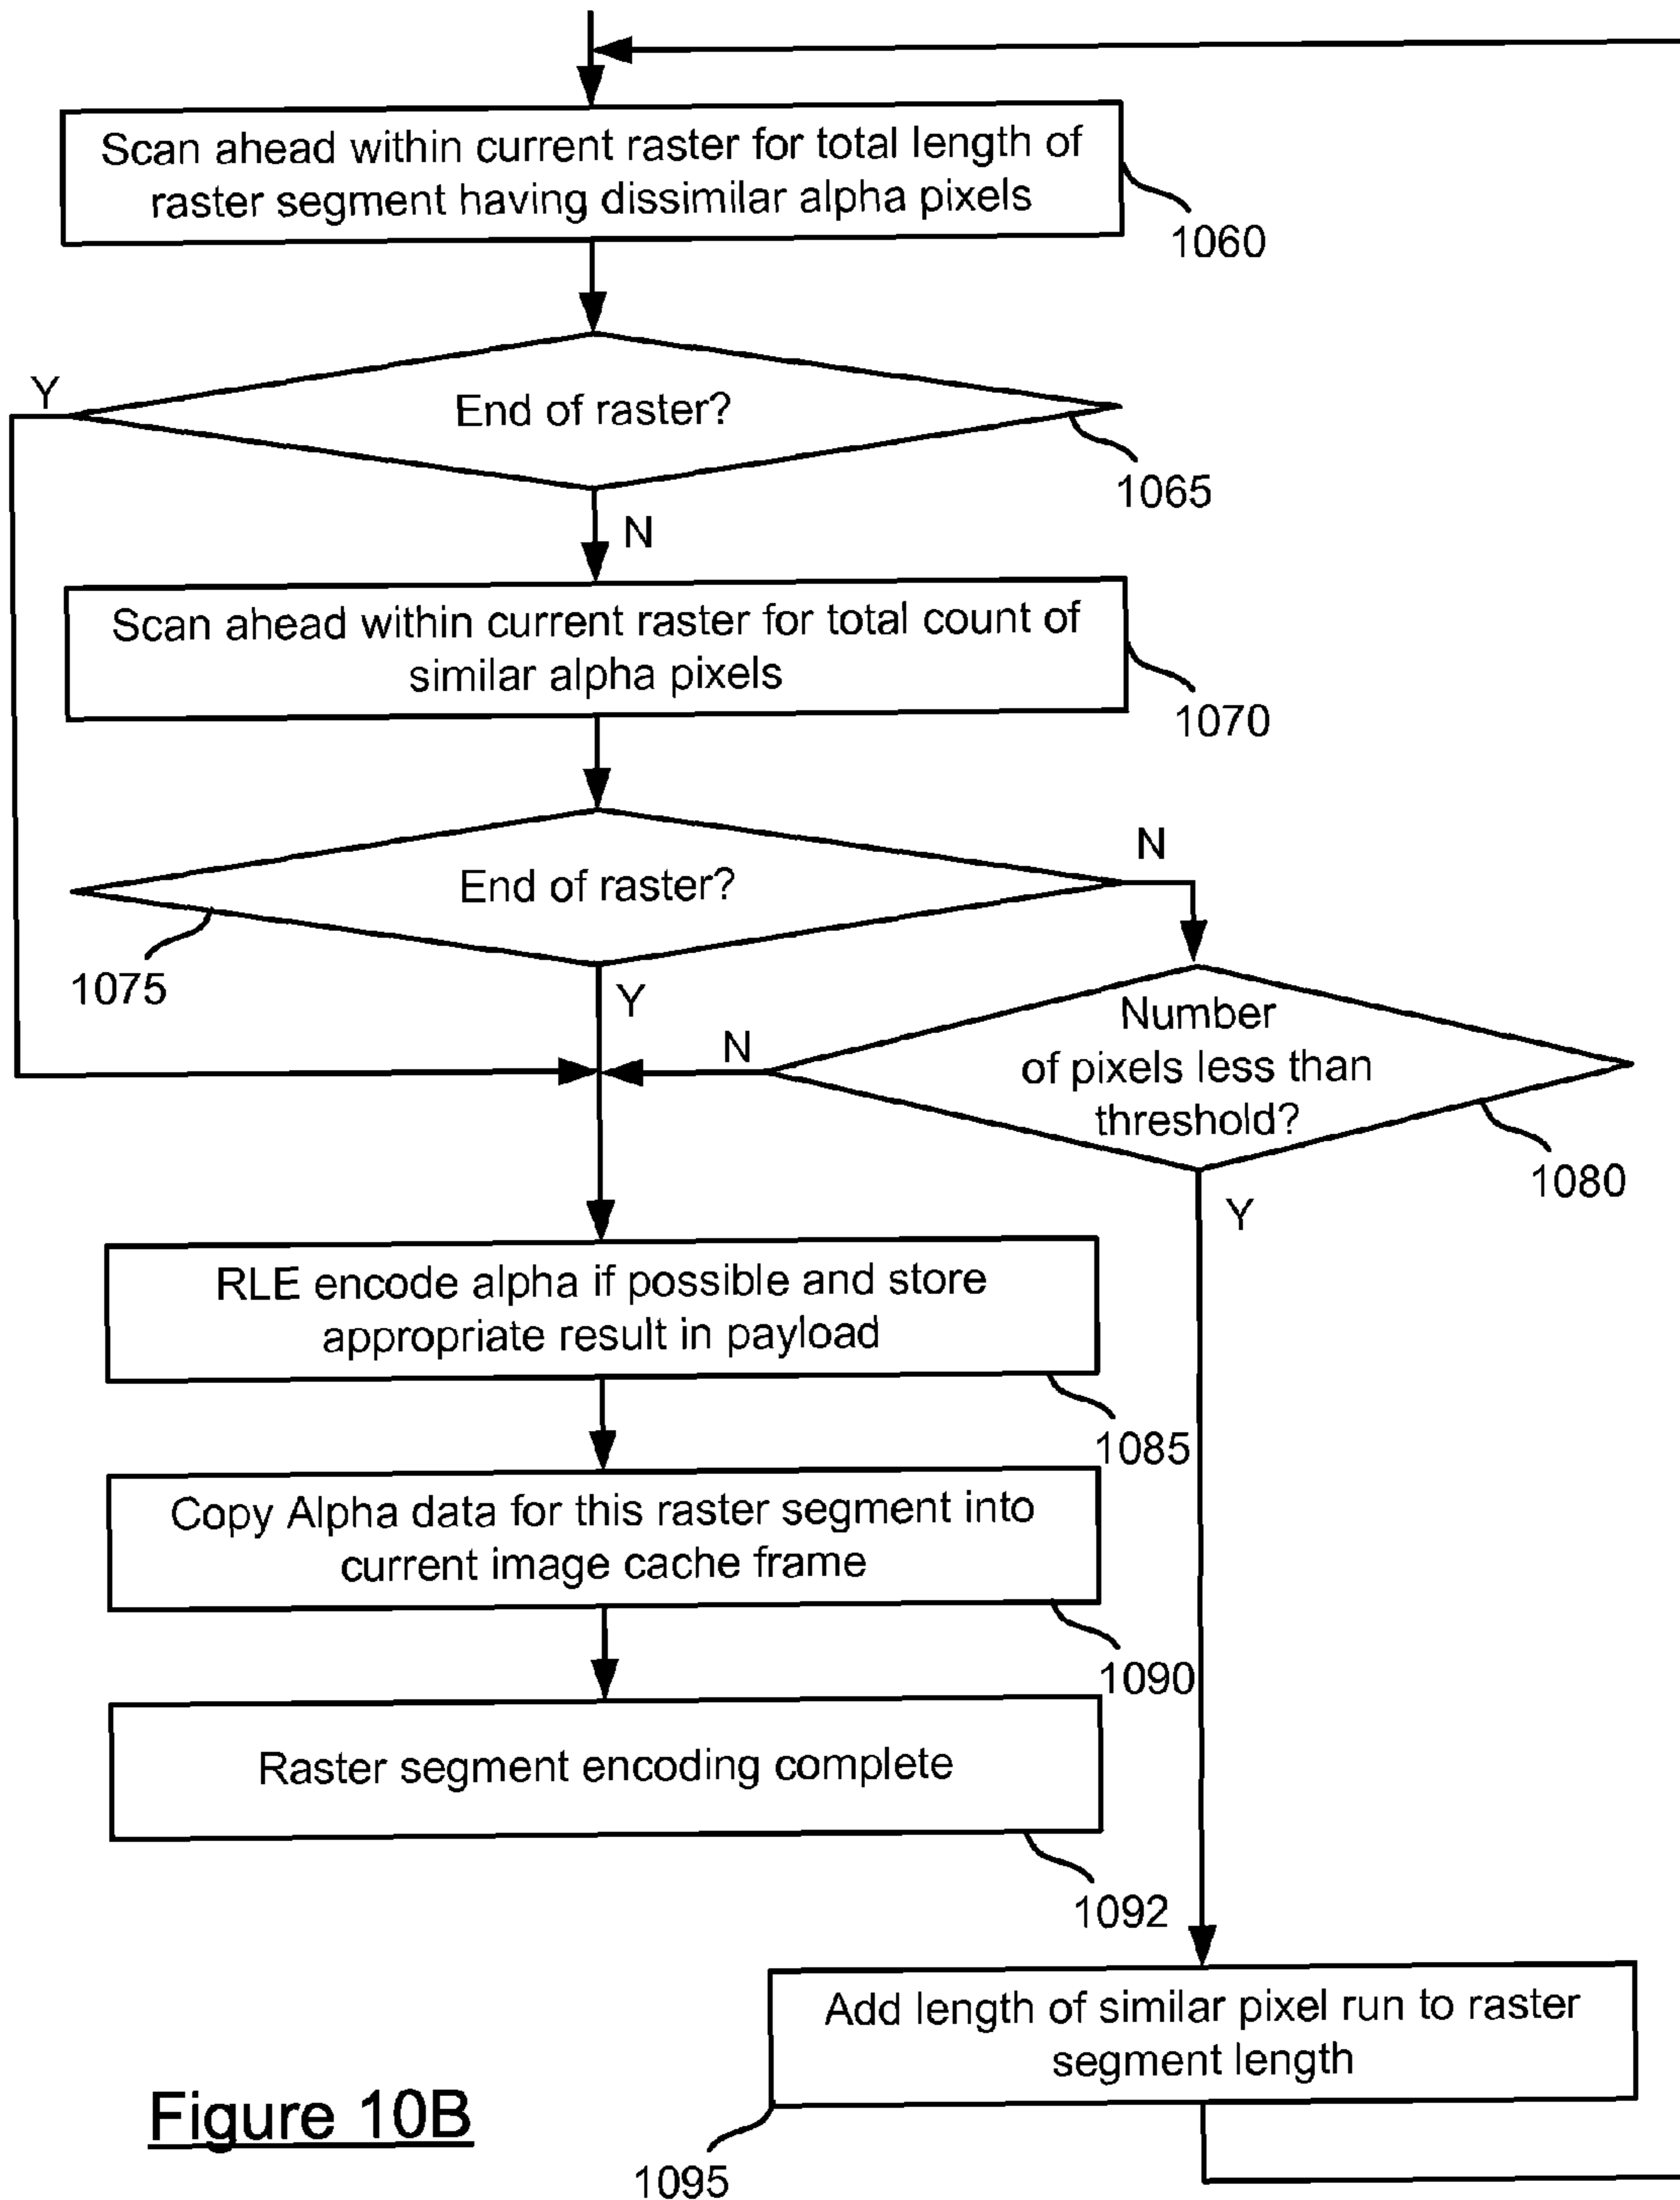 Scan ahead within current raster for total length of
raster segment having dissimilar alpha pixels
1060
Y
End of raster?
1065
N
Scan ahead within current raster for total count of
similar alpha pixels
1070
N
End of raster?
1075
Y
N
Number
of pixels less than
threshold?
1080
Y
RLE encode alpha if possible and store
appropriate result in payload
1085
Copy Alpha data for this raster segment into
current image cache frame
1090
Raster segment encoding complete
1092
Add length of similar pixel run to raster
segment length
1095
Figure 10B